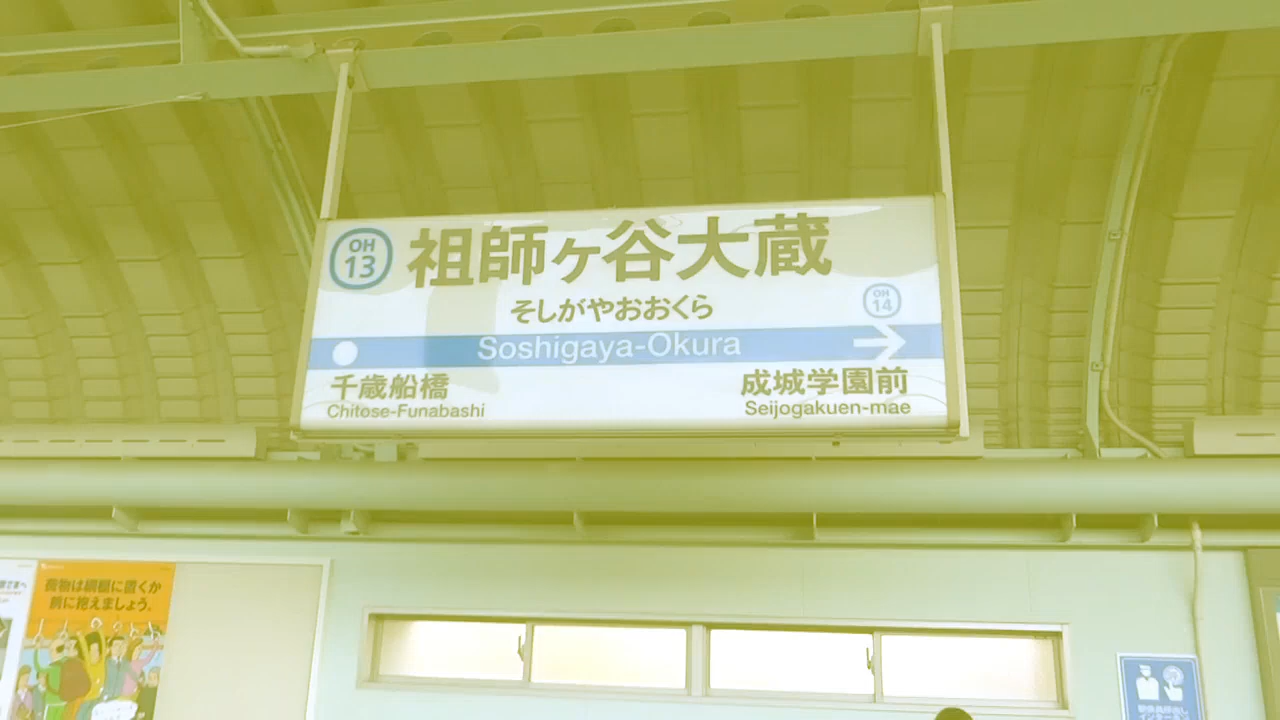 OH
13
祖師ヶ谷大蔵
そしがやおおくら
OH
14
Soshigaya-Okura
千歳船橋
Chitose-Funabashi
成城学園前
Seijogakuen-mae
荷物は網棚に置くか
前に抱えましょう。